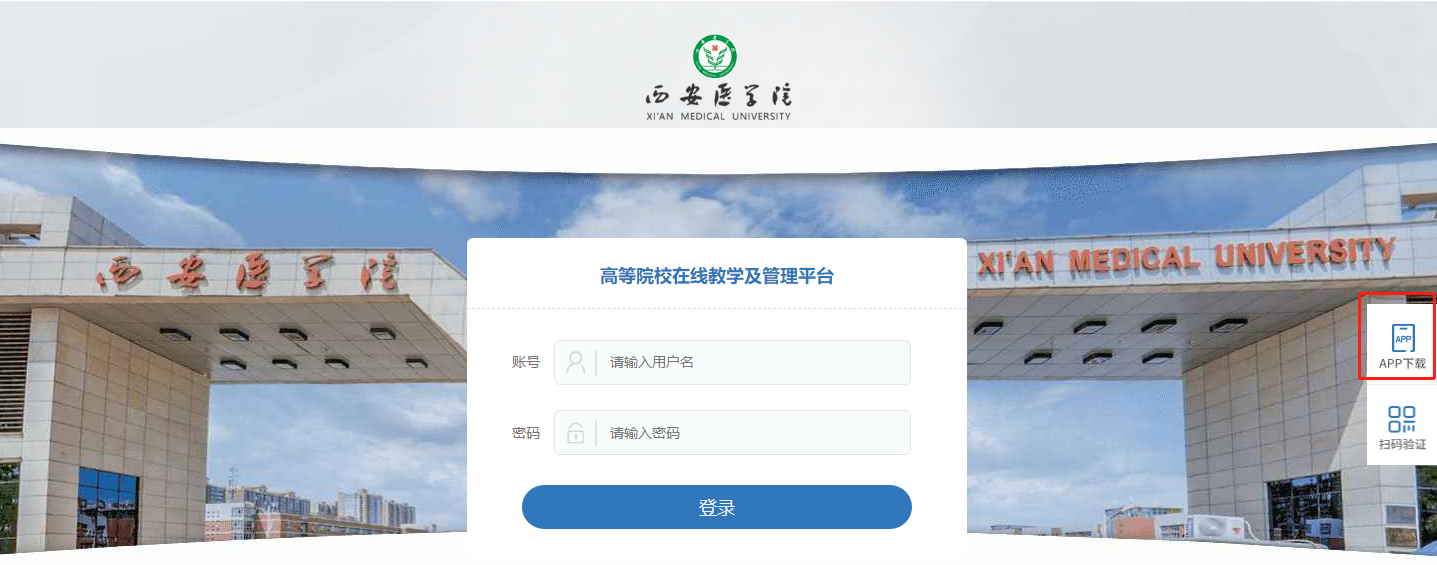 西安医学院
XI'AN MEDICAL UNIVERSITY
西安医学院
XI'AN MEDICAL UNIVERSITY
高等院校在线教学及管理平台
账号 请输入用户名
密码 请输入密码
登录
APP
APP下载
扫码验证